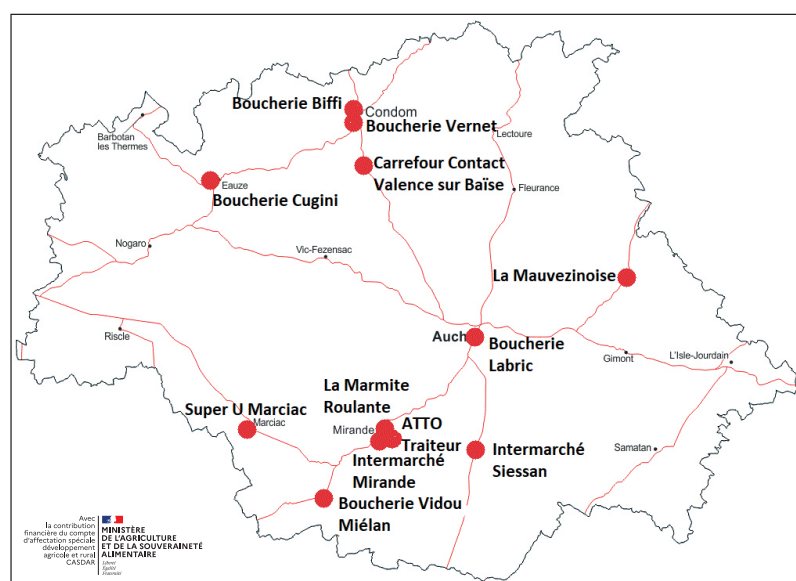 Boucherie Biffi
Condom
Boucherie Vernet
Barbotan
les Thermes
Lectoure
Carrefour Contact
Valence sur Baïse
Eauze
Fleurance
Boucherie Cugini
Nogaro
Vic-Fezensac
La Mauvezinoise
Riscle
Auch
Boucherie
Labric
Gimont
L'Isle-Jourdain
La Marmite
Roulante
Super U Marciac
Marciac
Mirande
ATTO
Traiteur
Intermarché
Mirande
Intermarché
Siessan
Samatan
Boucherie Vidou
Miélan
Avec
la contribution
financière du compte
d'affectation spéciale
développement
agricole et rural
CASDAR
MINISTÈRE
DE L'AGRICULTURE
ET DE LA SOUVERAINETÉ
ALIMENTAIRE
Liberté
Égalité
Fraternité